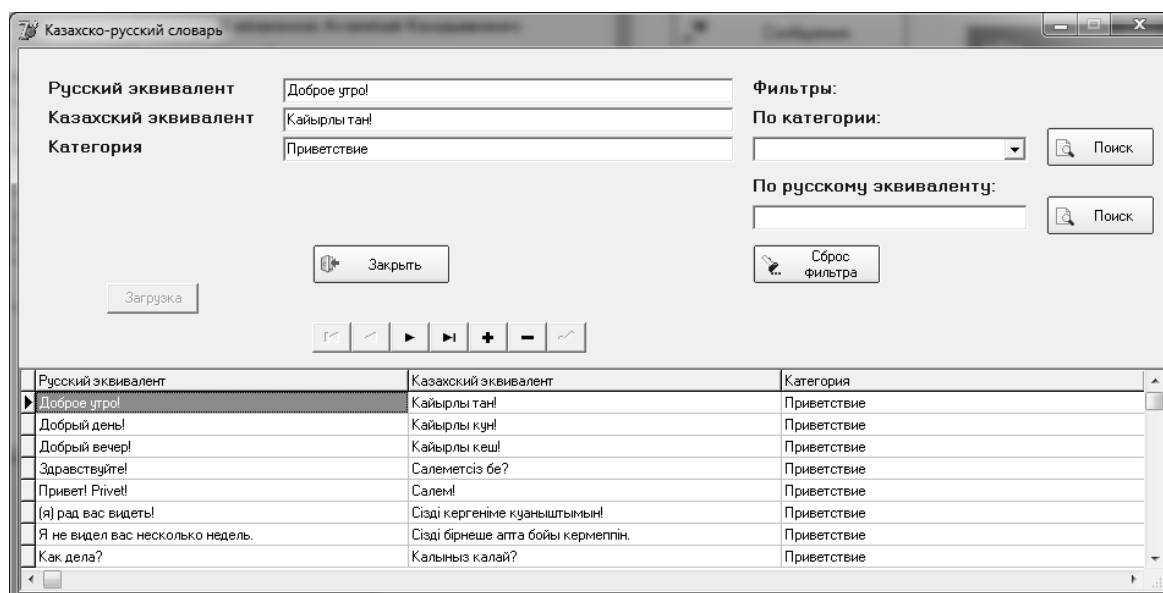 Казахско-русский словарь
Русский эквивалент
Доброе утро!
Казахский эквивалент
Кайырлы тан!
Категория
Приветствие
Фильтры:
По категории:
Поиск
По русскому эквиваленту:
Поиск
Закрыть
Сброс
фильтра
Загрузка
Русский эквивалент Казахский эквивалент Категория
Доброе утро! Кайырлы тан! Приветствие
Добрый день! Кайырлы кун! Приветствие
Добрый вечер! Кайырлы кеш! Приветствие
Здравствуйте! Салеметсіз бе? Приветствие
Привет! Privet! Салем! Приветствие
(я) рад вас видеть! Сізді кергеніме куаныштымын! Приветствие
Я не видел вас несколько недель. Сізді бірнеше апта бойы кермеппін. Приветствие
Как дела? Калыныз калай? Приветствие